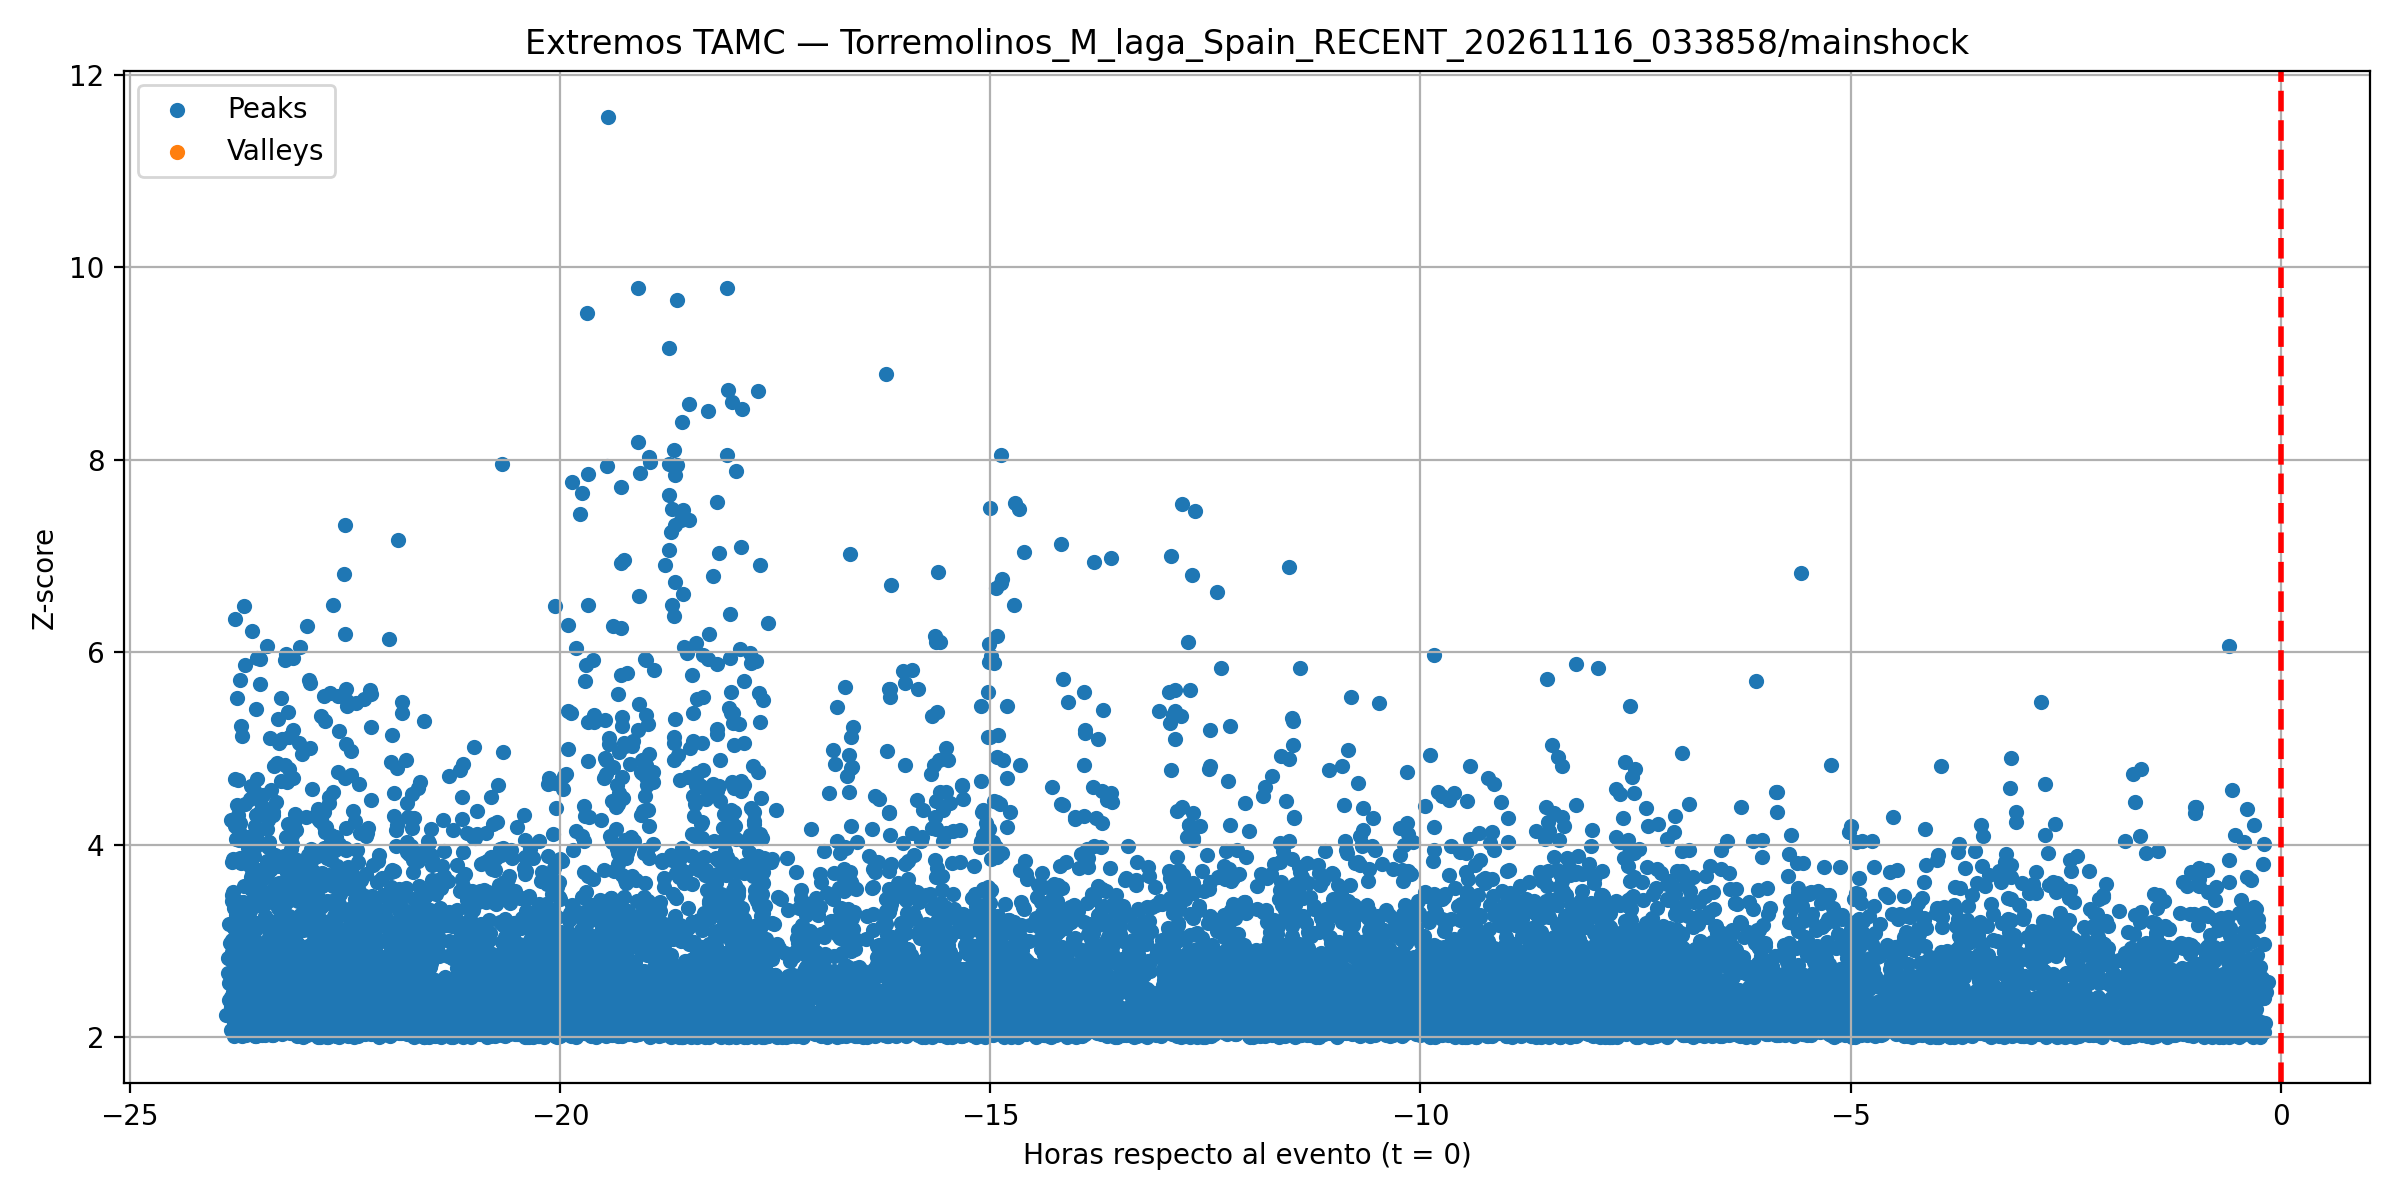 Extremos TAMC — Torremolinos_M_laga_Spain_RECENT_20261116_033858/mainshock
Peaks
Valleys
Z-score
12
10
8
6
4
2
−25 −20 −15 −10 −5 0
Horas respecto al evento (t = 0)